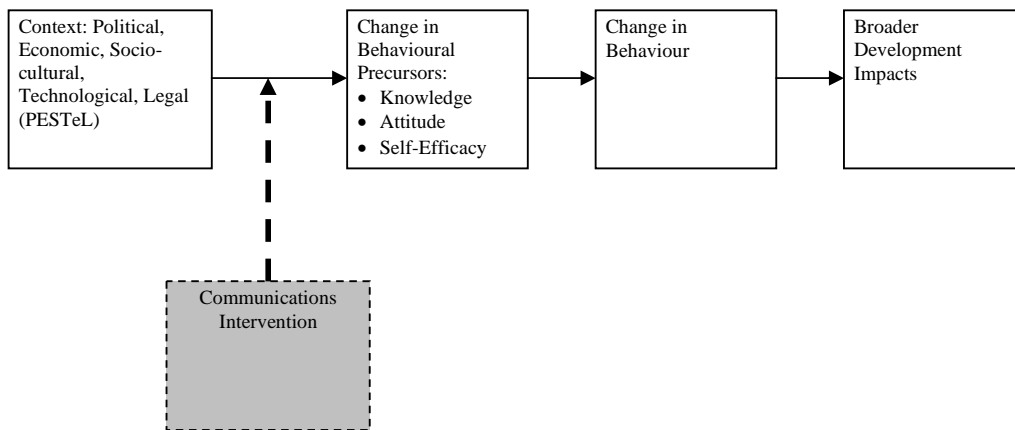 Context: Political,
Economic, Socio-
cultural,
Technological, Legal
(PESTeL)
Change in
Behavioural
Precursors:
• Knowledge
• Attitude
• Self-Efficacy
Change in
Behaviour
Broader
Development
Impacts
Communications
Intervention